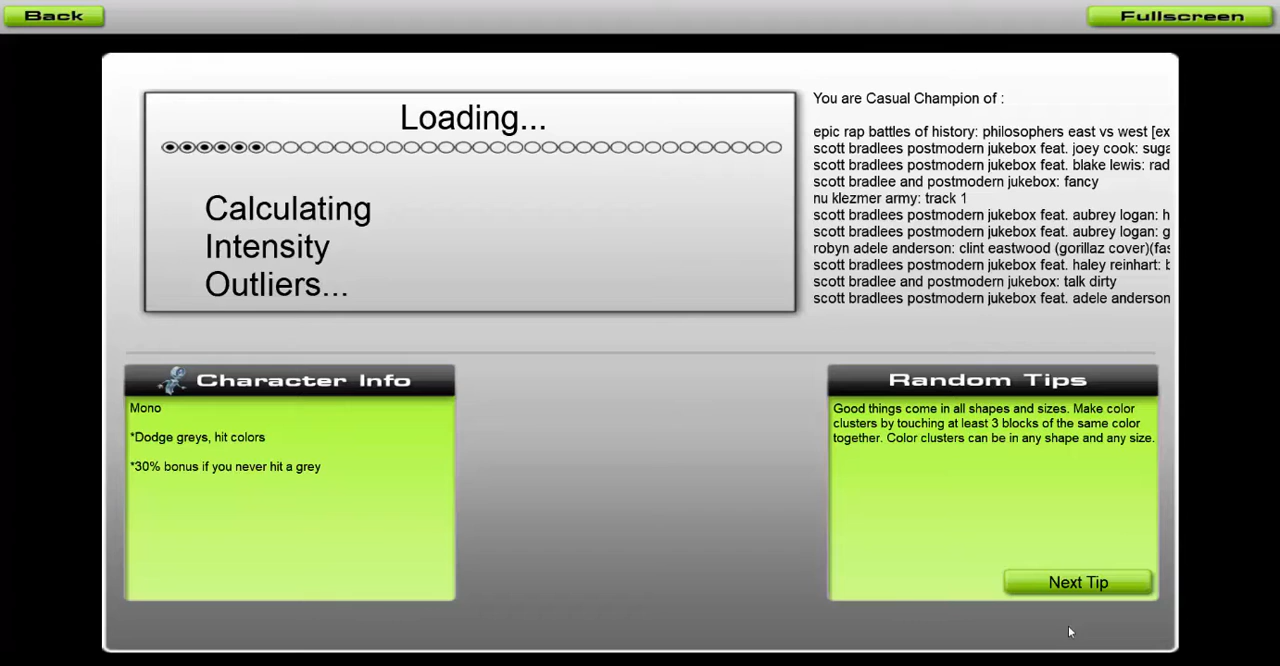 Back
Fullscreen
Loading...
Calculating
Intensity
Outliers...
You are Casual Champion of :
epic rap battles of history: philosophers east vs west [ex
scott bradlees postmodern jukebox feat. joey cook: suga
scott bradlees postmodern jukebox feat. blake lewis: rad
scott bradlee and postmodern jukebox: fancy
nu klezmer army: track 1
scott bradlees postmodern jukebox feat. aubrey logan: h
scott bradlees postmodern jukebox feat. aubrey logan: g
robyn adele anderson: clint eastwood (gorillaz cover)(fas
scott bradlees postmodern jukebox feat. haley reinhart: b
scott bradlee and postmodern jukebox: talk dirty
scott bradlees postmodern jukebox feat. adele anderson
Character Info
Mono
*Dodge greys, hit colors
*30% bonus if you never hit a grey
Random Tips
Good things come in all shapes and sizes. Make color
clusters by touching at least 3 blocks of the same color
together. Color clusters can be in any shape and any size.
Next Tip